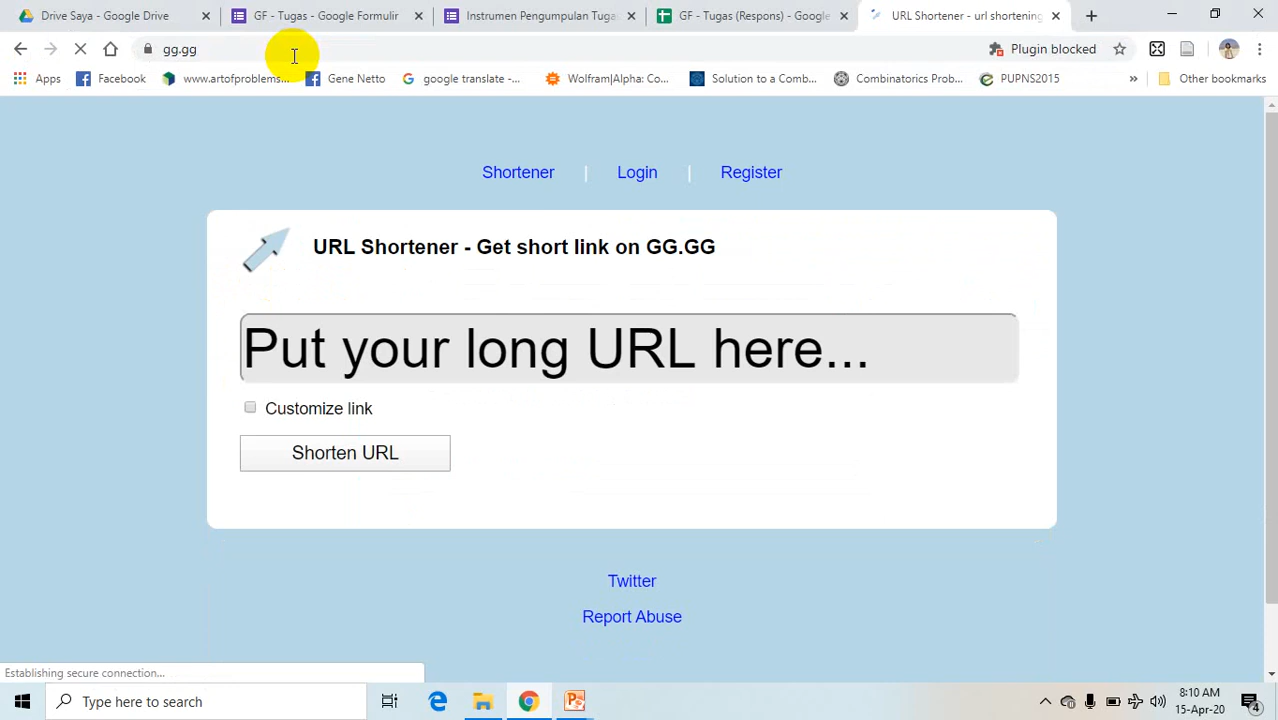 Drive Saya - Google Drive
GF - Tugas - Google Formulir
Instrumen Pengenalan Tugas
GF - Tugas (Respons) - Google
URL Shortener - url shortening
gg.gg
Plugin blocked
Apps
Facebook
www.artofproblems...
Gene Netto
google translate -...
Wolfram|Alpha: Co...
Solution to a Comb...
Combinatorics Prob...
PUPNS2015
»
Other bookmarks
Shortener | Login | Register
URL Shortener - Get short link on GG.GG
Put your long URL here...
Customize link
Shorten URL
Twitter
Report Abuse
Establishing secure connection...
Type here to search
8:10 AM
15-Apr-20
4